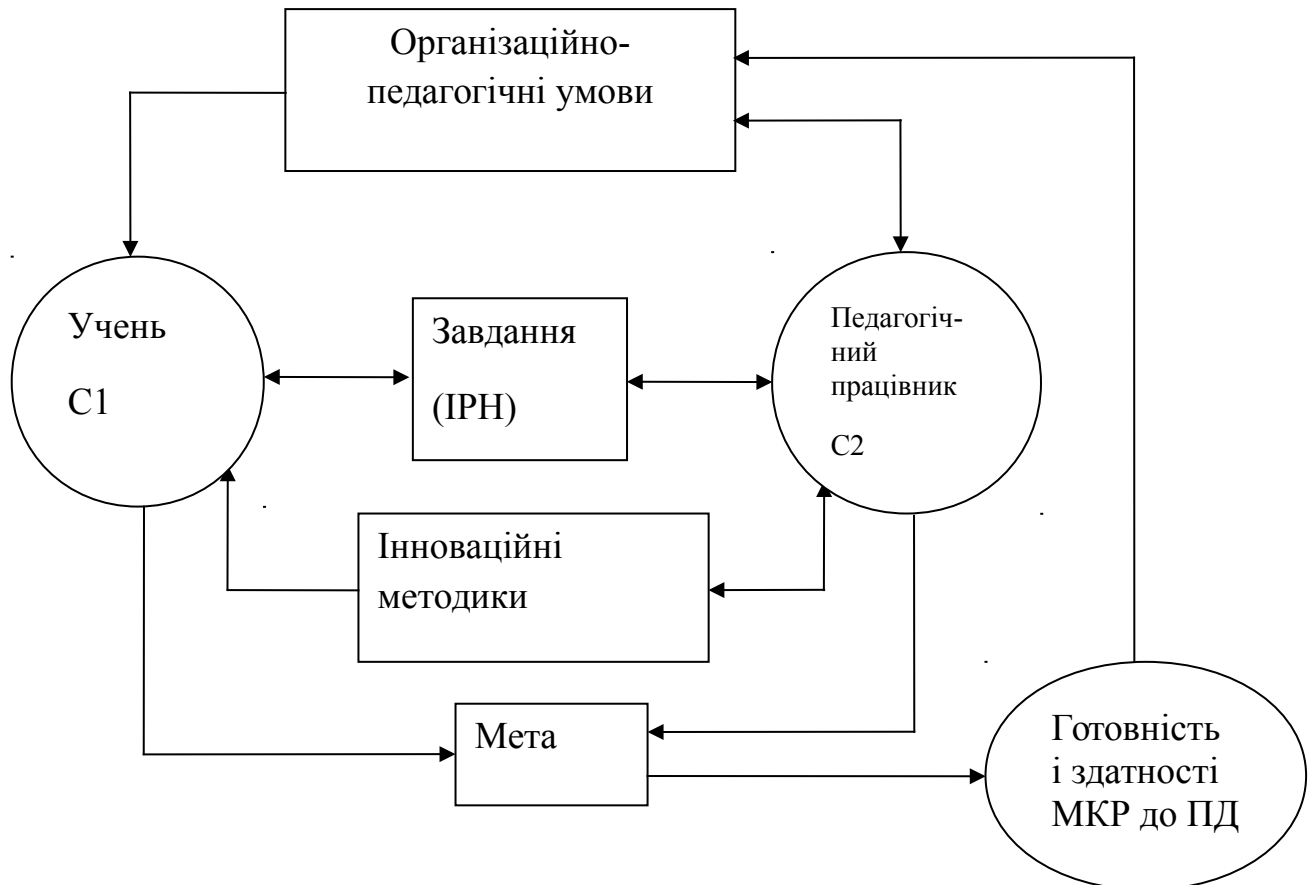 Організаційно-
педагогічні умови
Учень
С1
Завдання
(ІРН)
Педагогіч-
ний
працівник
С2
Інноваційні
методики
Мета
Готовність
і здатності
МКР до ПД